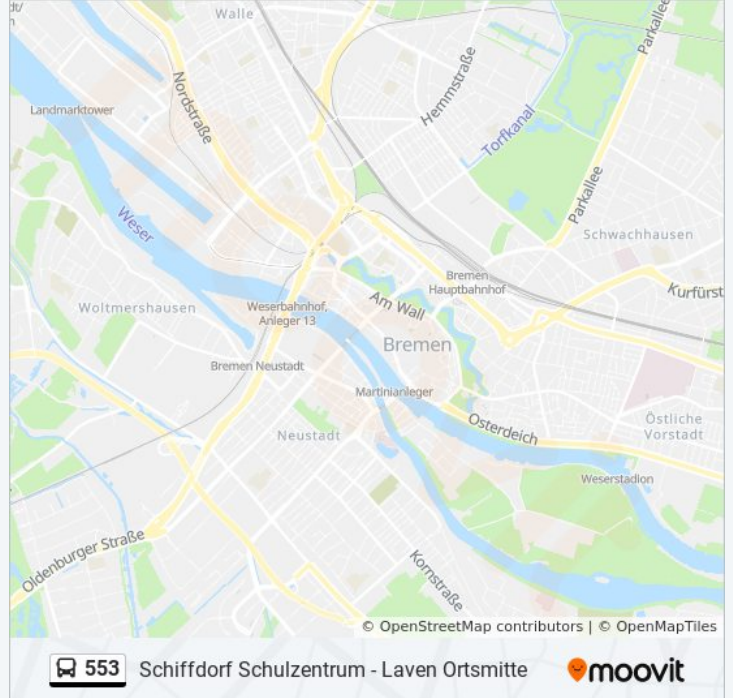 dt/
Walle
Parkallee
Nordstraße
Hemmstraße
Landmarktower
Torfkanal
Parkallee
Weser
Schwachhausen
Bremen
Hauptbahnhof
Kurfürst
Woltmershausen
Weserbahnhof,
Anleger 13
Am Wall
Bremen
Bremen Neustadt
Martinianleger
Neustadt
Osterdeich
Östliche
Vorstadt
Weserstadion
Oldenburger Straße
Kornstraße
© OpenStreetMap contributors | © OpenMapTiles
553 Schiffdorf Schulzentrum - Laven Ortsmitte moovit